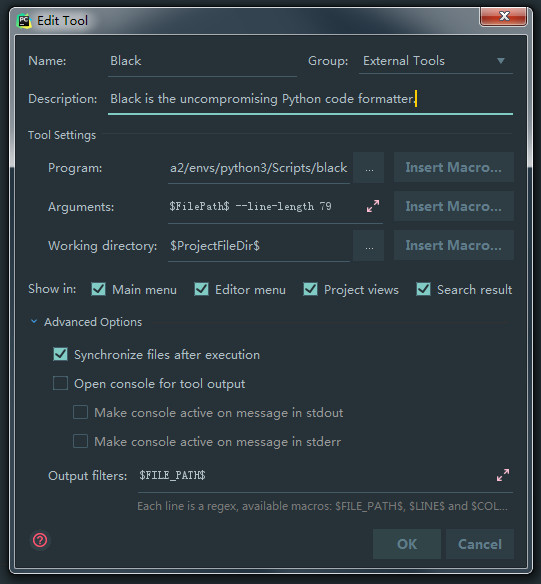 PC Edit Tool
Name: Black Group: External Tools
Description: Black is the uncompromising Python code formatter.
Tool Settings
Program: a2/envs/python3/Scripts/black ... Insert Macro...
Arguments: $FilePath$ --line-length 79 Insert Macro...
Working directory: $ProjectFileDir$ ... Insert Macro...
Show in: Main menu Editor menu Project views Search result
Advanced Options
Synchronize files after execution
Open console for tool output
Make console active on message in stdout
Make console active on message in stderr
Output filters: $FILE_PATH$
Each line is a regex, available macros: $FILE_PATH$, $LINE$ and $COL...
? OK Cancel